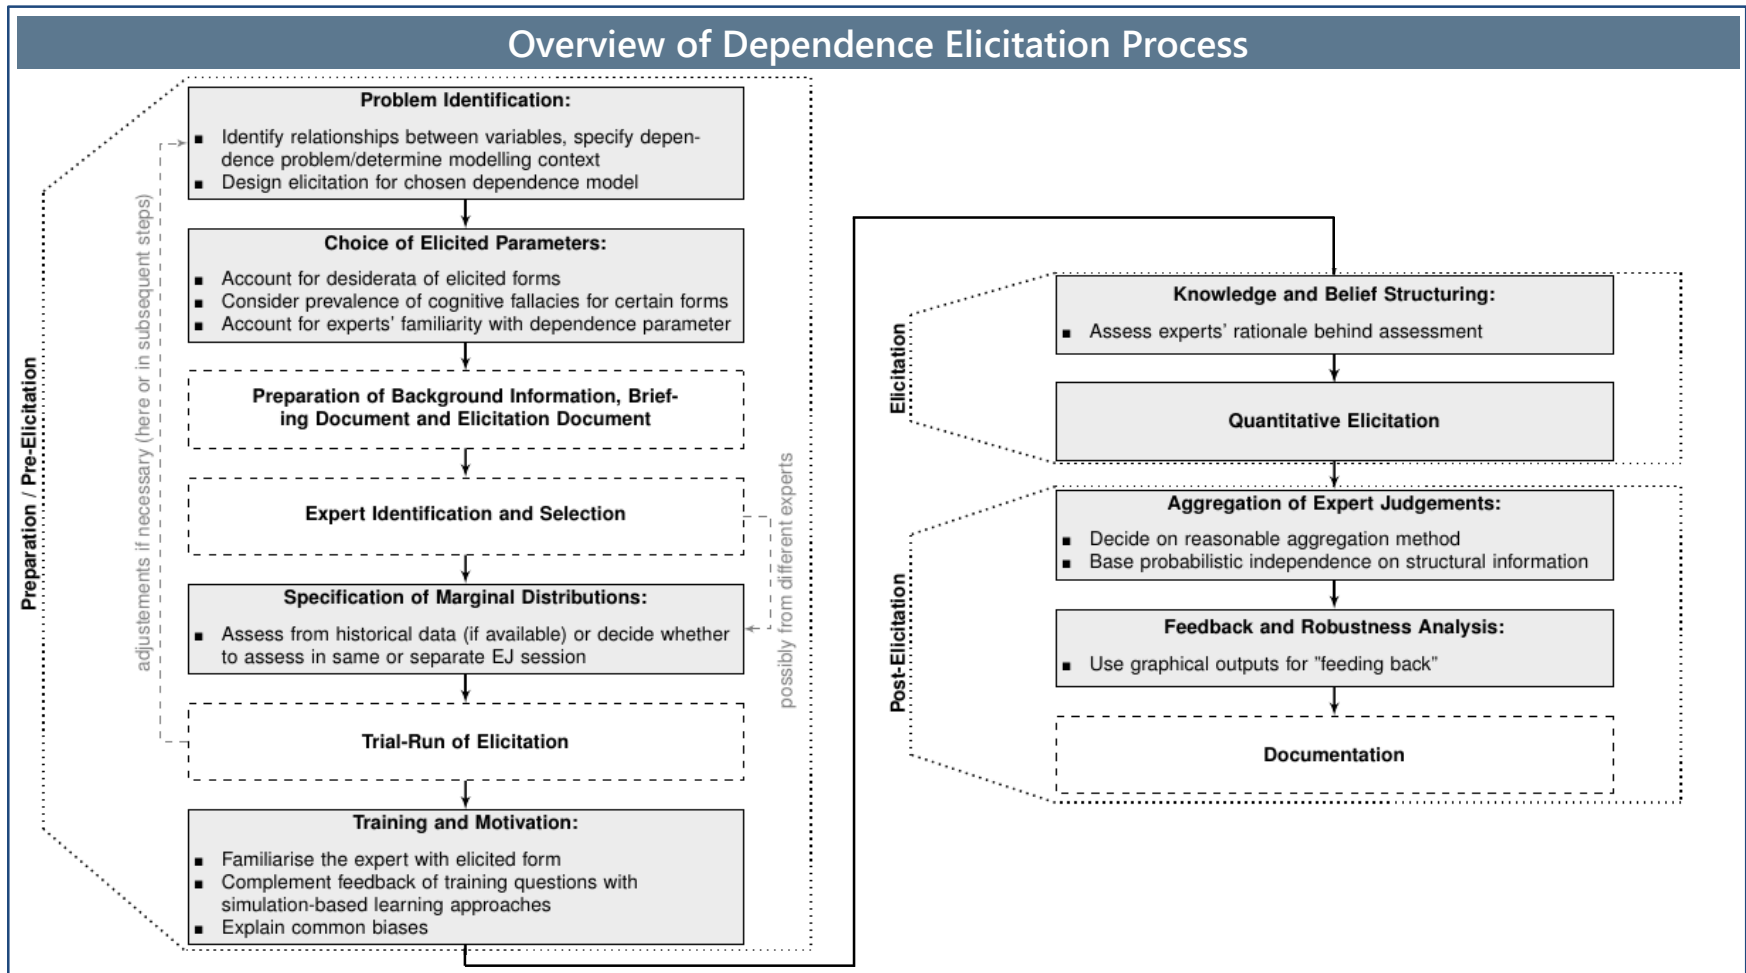 Overview of Dependence Elicitation Process
Preparation / Pre-Elicitation
adjustements if necessary (here or in subsequent steps)
Problem Identification:
■ Identify relationships between variables, specify depen-
dence problem/determine modelling context
■ Design elicitation for chosen dependence model
Choice of Elicited Parameters:
■ Account for desiderata of elicited forms
■ Consider prevalence of cognitive fallacies for certain forms
■ Account for experts' familiarity with dependence parameter
Preparation of Background Information, Brief-
ing Document and Elicitation Document
Expert Identification and Selection
possibly from different experts
Specification of Marginal Distributions:
■ Assess from historical data (if available) or decide whether
to assess in same or separate EJ session
Trial-Run of Elicitation
Training and Motivation:
■ Familiarise the expert with elicited form
■ Complement feedback of training questions with
simulation-based learning approaches
■ Explain common biases
Elicitation
Knowledge and Belief Structuring:
■ Assess experts' rationale behind assessment
Quantitative Elicitation
Post-Elicitation
Aggregation of Expert Judgements:
■ Decide on reasonable aggregation method
■ Base probabilistic independence on structural information
Feedback and Robustness Analysis:
■ Use graphical outputs for "feeding back"
Documentation